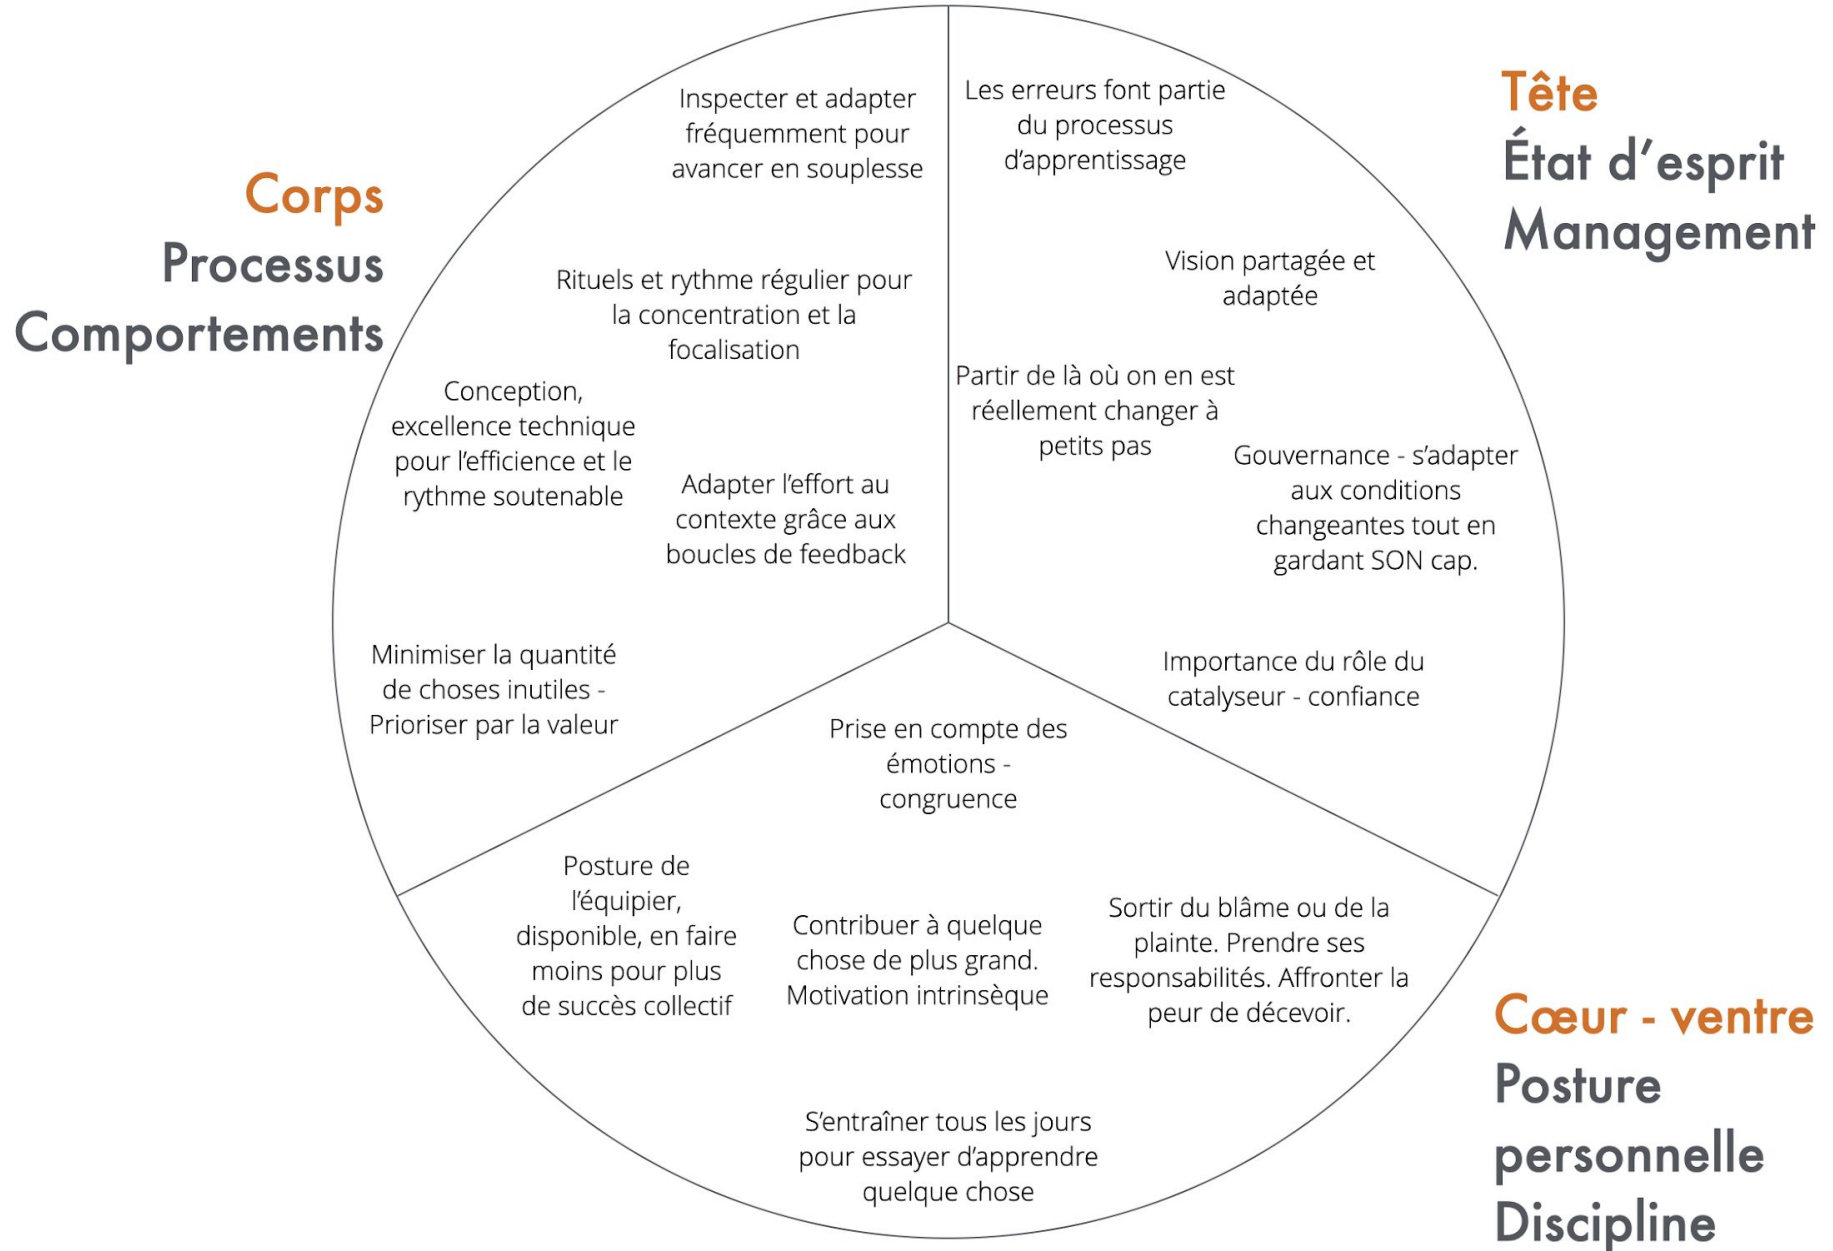 Corps
Processus
Comportements
Inspecter et adapter
fréquemment pour
avancer en souplesse
Rituels et rythme régulier pour
la concentration et la
focalisation
Conception,
excellence technique
pour l’efficience et le
rythme soutenable
Adapter l’effort au
contexte grâce aux
boucles de feedback
Minimiser la quantité
de choses inutiles -
Prioriser par la valeur
Tête
État d’esprit
Management
Les erreurs font partie
du processus
d’apprentissage
Vision partagée et
adaptée
Partir de là où on en est
réellement changer à
petits pas
Gouvernance - s’adapter
aux conditions
changeantes tout en
gardant SON cap.
Importance du rôle du
catalyseur - confiance
Cœur - ventre
Posture
personnelle
Discipline
Prise en compte des
émotions -
congruence
Posture de
l’équipier,
disponible, en faire
moins pour plus
de succès collectif
Contribuer à quelque
chose de plus grand.
Motivation intrinsèque
Sortir du blâme ou de la
plainte. Prendre ses
responsabilités. Affronter la
peur de décevoir.
S’entraîner tous les jours
pour essayer d’apprendre
quelque chose